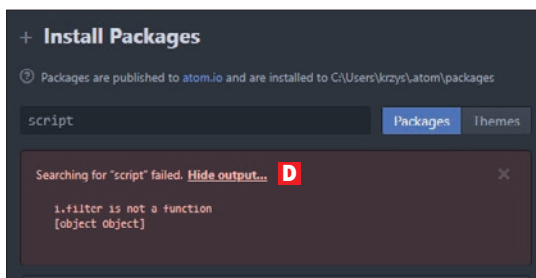 + Install Packages
? Packages are published to atom.io and are installed to C:\Users\krzys\.atom\packages
script Packages Themes
Searching for "script" failed. Hide output... D ×
i.filter is not a function
[object Object]